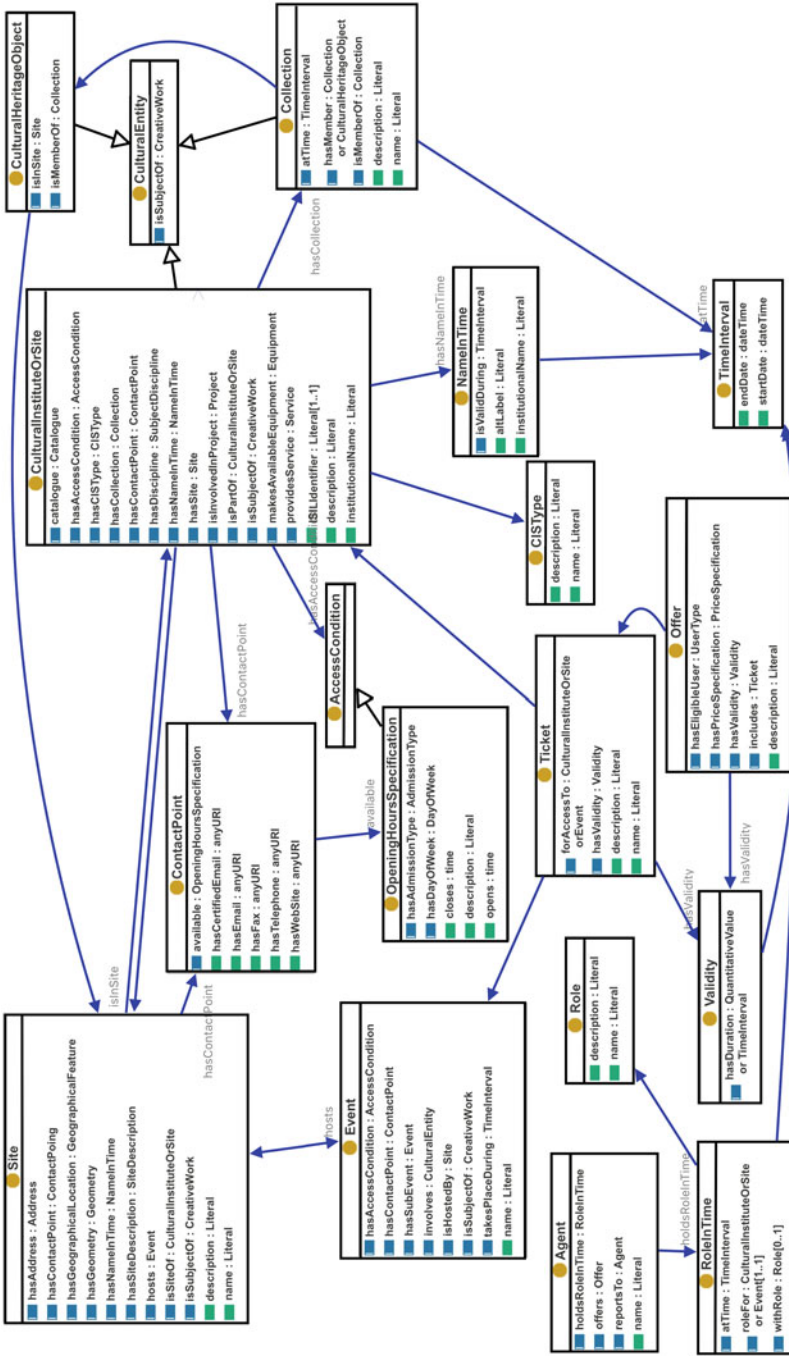 Site
hasAddress : Address
hasContactPoint : ContactPoing
hasGeographicalLocation : GeographicalFeature
hasGeometry : Geometry
hasNameInTime : NameInTime
hasSiteDescription : SiteDescription
hosts : Event
isSiteOf : CulturalInstituteOrSite
isSubjectOf : CreativeWork
description : Literal
name : Literal
isInSite
hasContactPoint
hosts
ContactPoint
available : OpeningHoursSpecification
hasCertifiedEmail : anyURI
hasEmail : anyURI
hasFax : anyURI
hasTelephone : anyURI
hasWebSite : anyURI
hasContactPoint
available
CulturalInstituteOrSite
catalogue : Catalogue
hasAccessCondition : AccessCondition
hasCISType : CISType
hasCollection : Collection
hasContactPoint : ContactPoint
hasDiscipline : SubjectDiscipline
hasNameInTime : NameInTime
hasSite : Site
isInvolvedInProject : Project
isPartOf : CulturalInstituteOrSite
isSubjectOf : CreativeWork
makesAvailableEquipment : Equipment
providesService : Service
ISILIdentifier : Literal[1..1]
description : Literal
institutionalName : Literal
CulturalHeritageObject
isInSite : Site
isMemberOf : Collection
CulturalEntity
isSubjectOf : CreativeWork
hasCollection
Collection
atTime : TimeInterval
hasMember : Collection
or CulturalHeritageObject
isMemberOf : Collection
description : Literal
name : Literal
Event
hasAccessCondition : AccessCondition
hasContactPoint : ContactPoint
hasSubEvent : Event
involves : CulturalEntity
isHostedBy : Site
isSubjectOf : CreativeWork
takesPlaceDuring : TimeInterval
name : Literal
AccessCondition
OpeningHoursSpecification
hasAdmissionType : AdmissionType
hasDayOfWeek : DayOfWeek
closes : time
description : Literal
opens : time
hasNameInTime
NameInTime
isValidDuring : TimeInterval
altLabel : Literal
institutionalName : Literal
CISType
description : Literal
name : Literal
Ticket
forAccessTo : CulturalInstituteOrSite
orEvent
hasValidity : Validity
description : Literal
name : Literal
hasValidity
Agent
holdsRoleInTime : RoleInTime
offers : Offer
reportsTo : Agent
name : Literal
holdsRoleInTime
Role
description : Literal
name : Literal
RoleInTime
atTime : TimeInterval
roleFor : CulturalInstituteOrSite
or Event[1..1]
withRole : Role[0..1]
Validity
hasDuration : QuantitativeValue
or TimeInterval
hasValidity
Offer
hasEligibleUser : UserType
hasPriceSpecification : PriceSpecification
hasValidity : Validity
includes : Ticket
description : Literal
atTime
TimeInterval
endDate : dateTime
startDate : dateTime